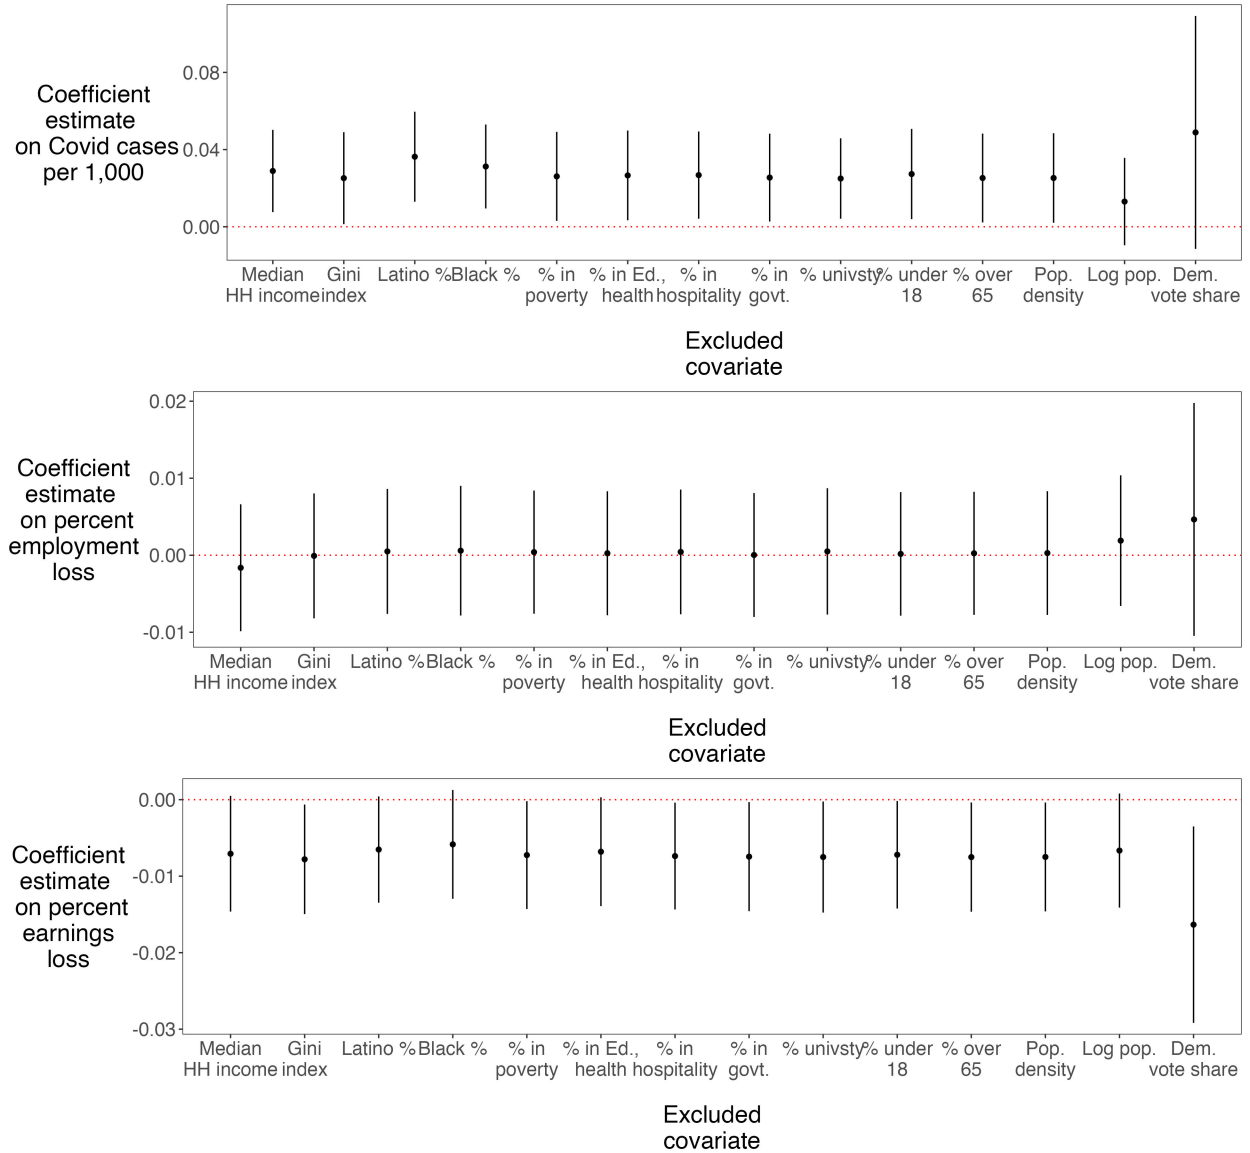 Coefficient
estimate
on Covid cases
per 1,000
0.08
0.04
0.00
Median Gini Latino % Black % % in % in Ed., % in % in % univsty % under % over Pop. Log pop. Dem.
HH income index poverty health hospitality govt. 18 65 density vote share
Excluded
covariate
Coefficient
estimate
on percent
employment
loss
0.02
0.01
0.00
-0.01
Median Gini Latino % Black % % in % in Ed., % in % in % univsty % under % over Pop. Log pop. Dem.
HH income index poverty health hospitality govt. 18 65 density vote share
Excluded
covariate
Coefficient
estimate
on percent
earnings
loss
0.00
-0.01
-0.02
-0.03
Median Gini Latino % Black % % in % in Ed., % in % in % univsty % under % over Pop. Log pop. Dem.
HH income index poverty health hospitality govt. 18 65 density vote share
Excluded
covariate